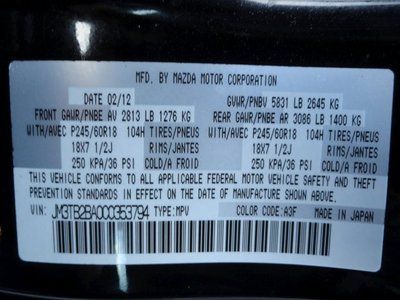 MFD. BY MAZDA MOTOR CORPORATION
DATE 02/12 GVWR/PNBV 5831 LB 2645 KG
FRONT GAWR/PNBE AV 2813 LB 1276 KG REAR GAWR/PNBE AR 3086 LB 1400 KG
WITH/AVEC P245/60R18 104H TIRES/PNEUS WITH/AVEC P245/60R18 104H TIRES/PNEUS
18X7 1/2J RIMS/JANTES 18X7 1/2J RIMS/JANTES
250 KPA/36 PSI COLD/A FROID 250 KPA/36 PSI COLD/A FROID
THIS VEHICLE CONFORMS TO ALL APPLICABLE FEDERAL MOTOR VEHICLE SAFETY AND THEFT
PREVENTION STANDARDS IN EFFECT ON THE DATE OF MANUFACTURE SHOWN ABOVE.
VIN: JM3TB2BA0C0353794 TYPE: MPV COLOR CODE: A3F MADE IN JAPAN